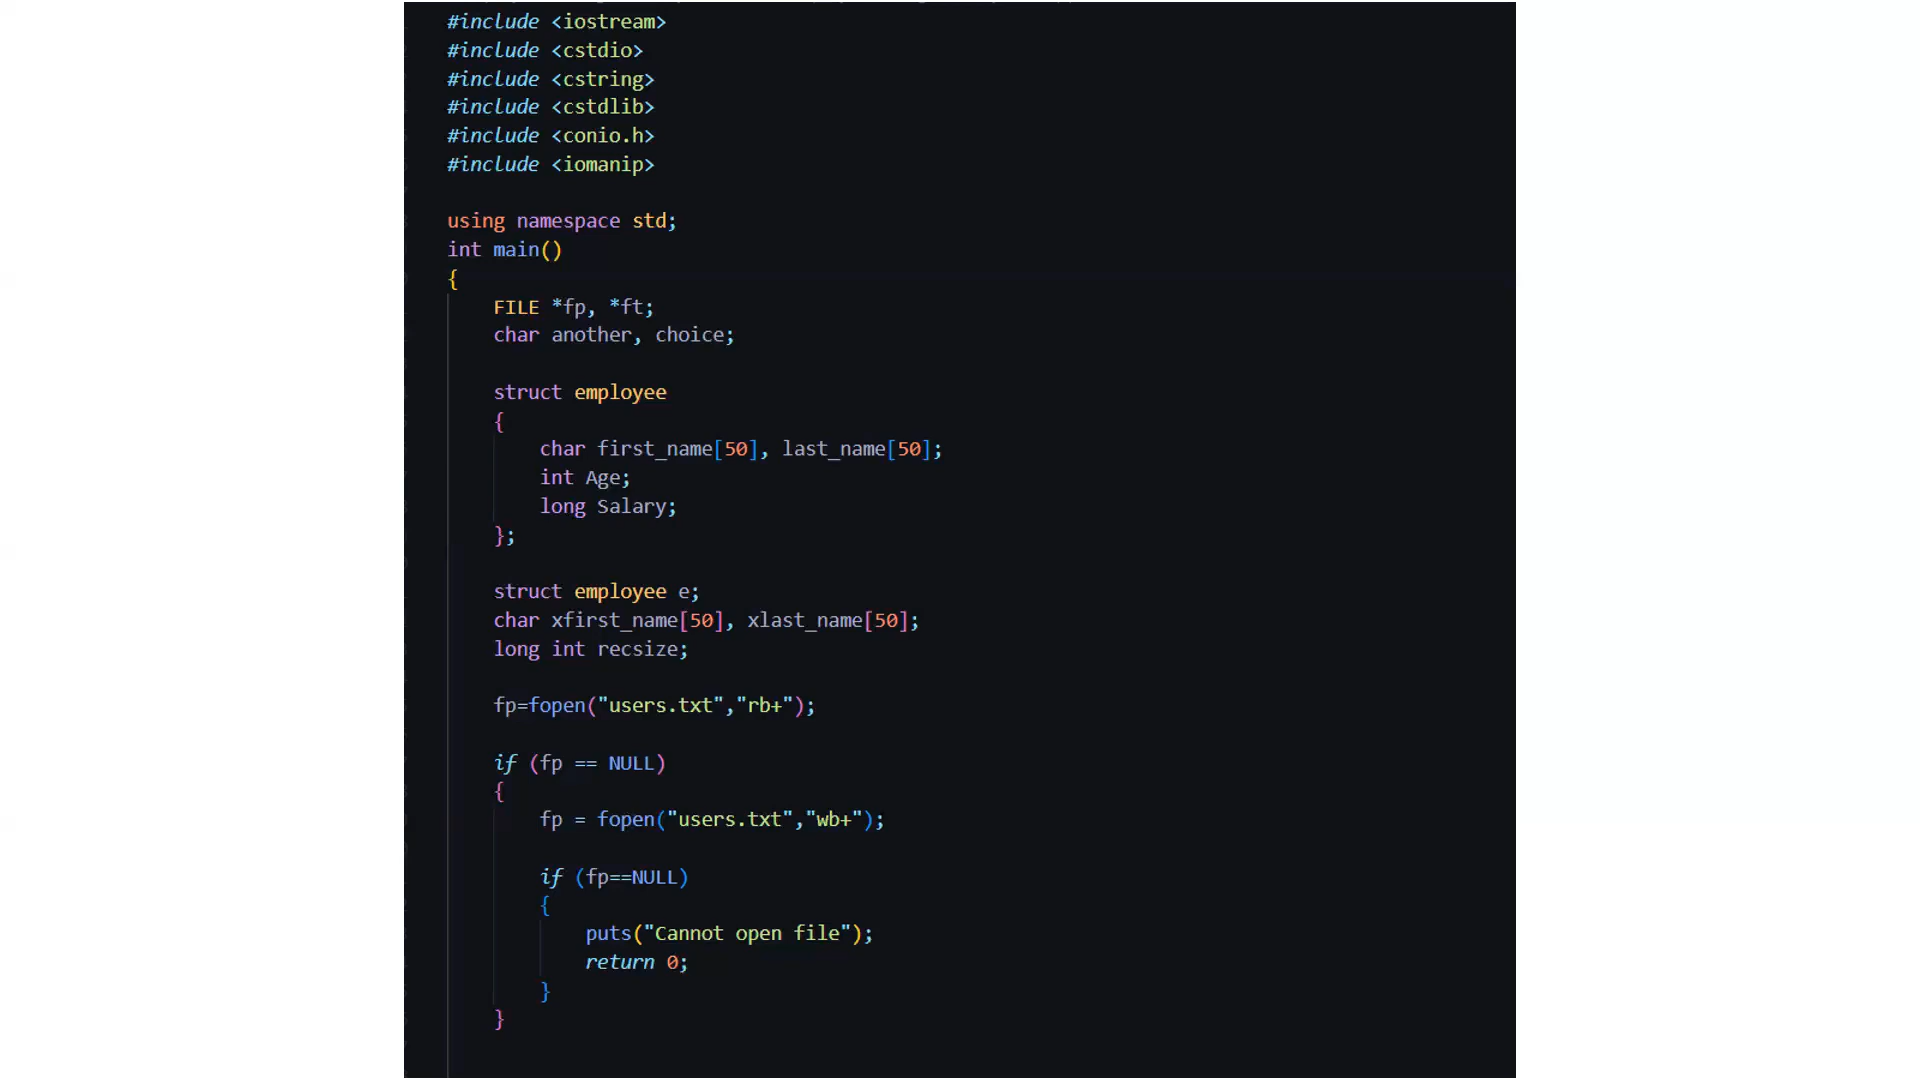 #include <iostream>
#include <cstdio>
#include <cstring>
#include <cstdlib>
#include <conio.h>
#include <iomanip>
using namespace std;
int main()
{
FILE *fp, *ft;
char another, choice;
struct employee
{
char first_name[50], last_name[50];
int Age;
long Salary;
};
struct employee e;
char xfirst_name[50], xlast_name[50];
long int recsize;
fp=fopen("users.txt","rb+");
if (fp == NULL)
{
fp = fopen("users.txt","wb+");
if (fp==NULL)
{
puts("Cannot open file");
return 0;
}
}